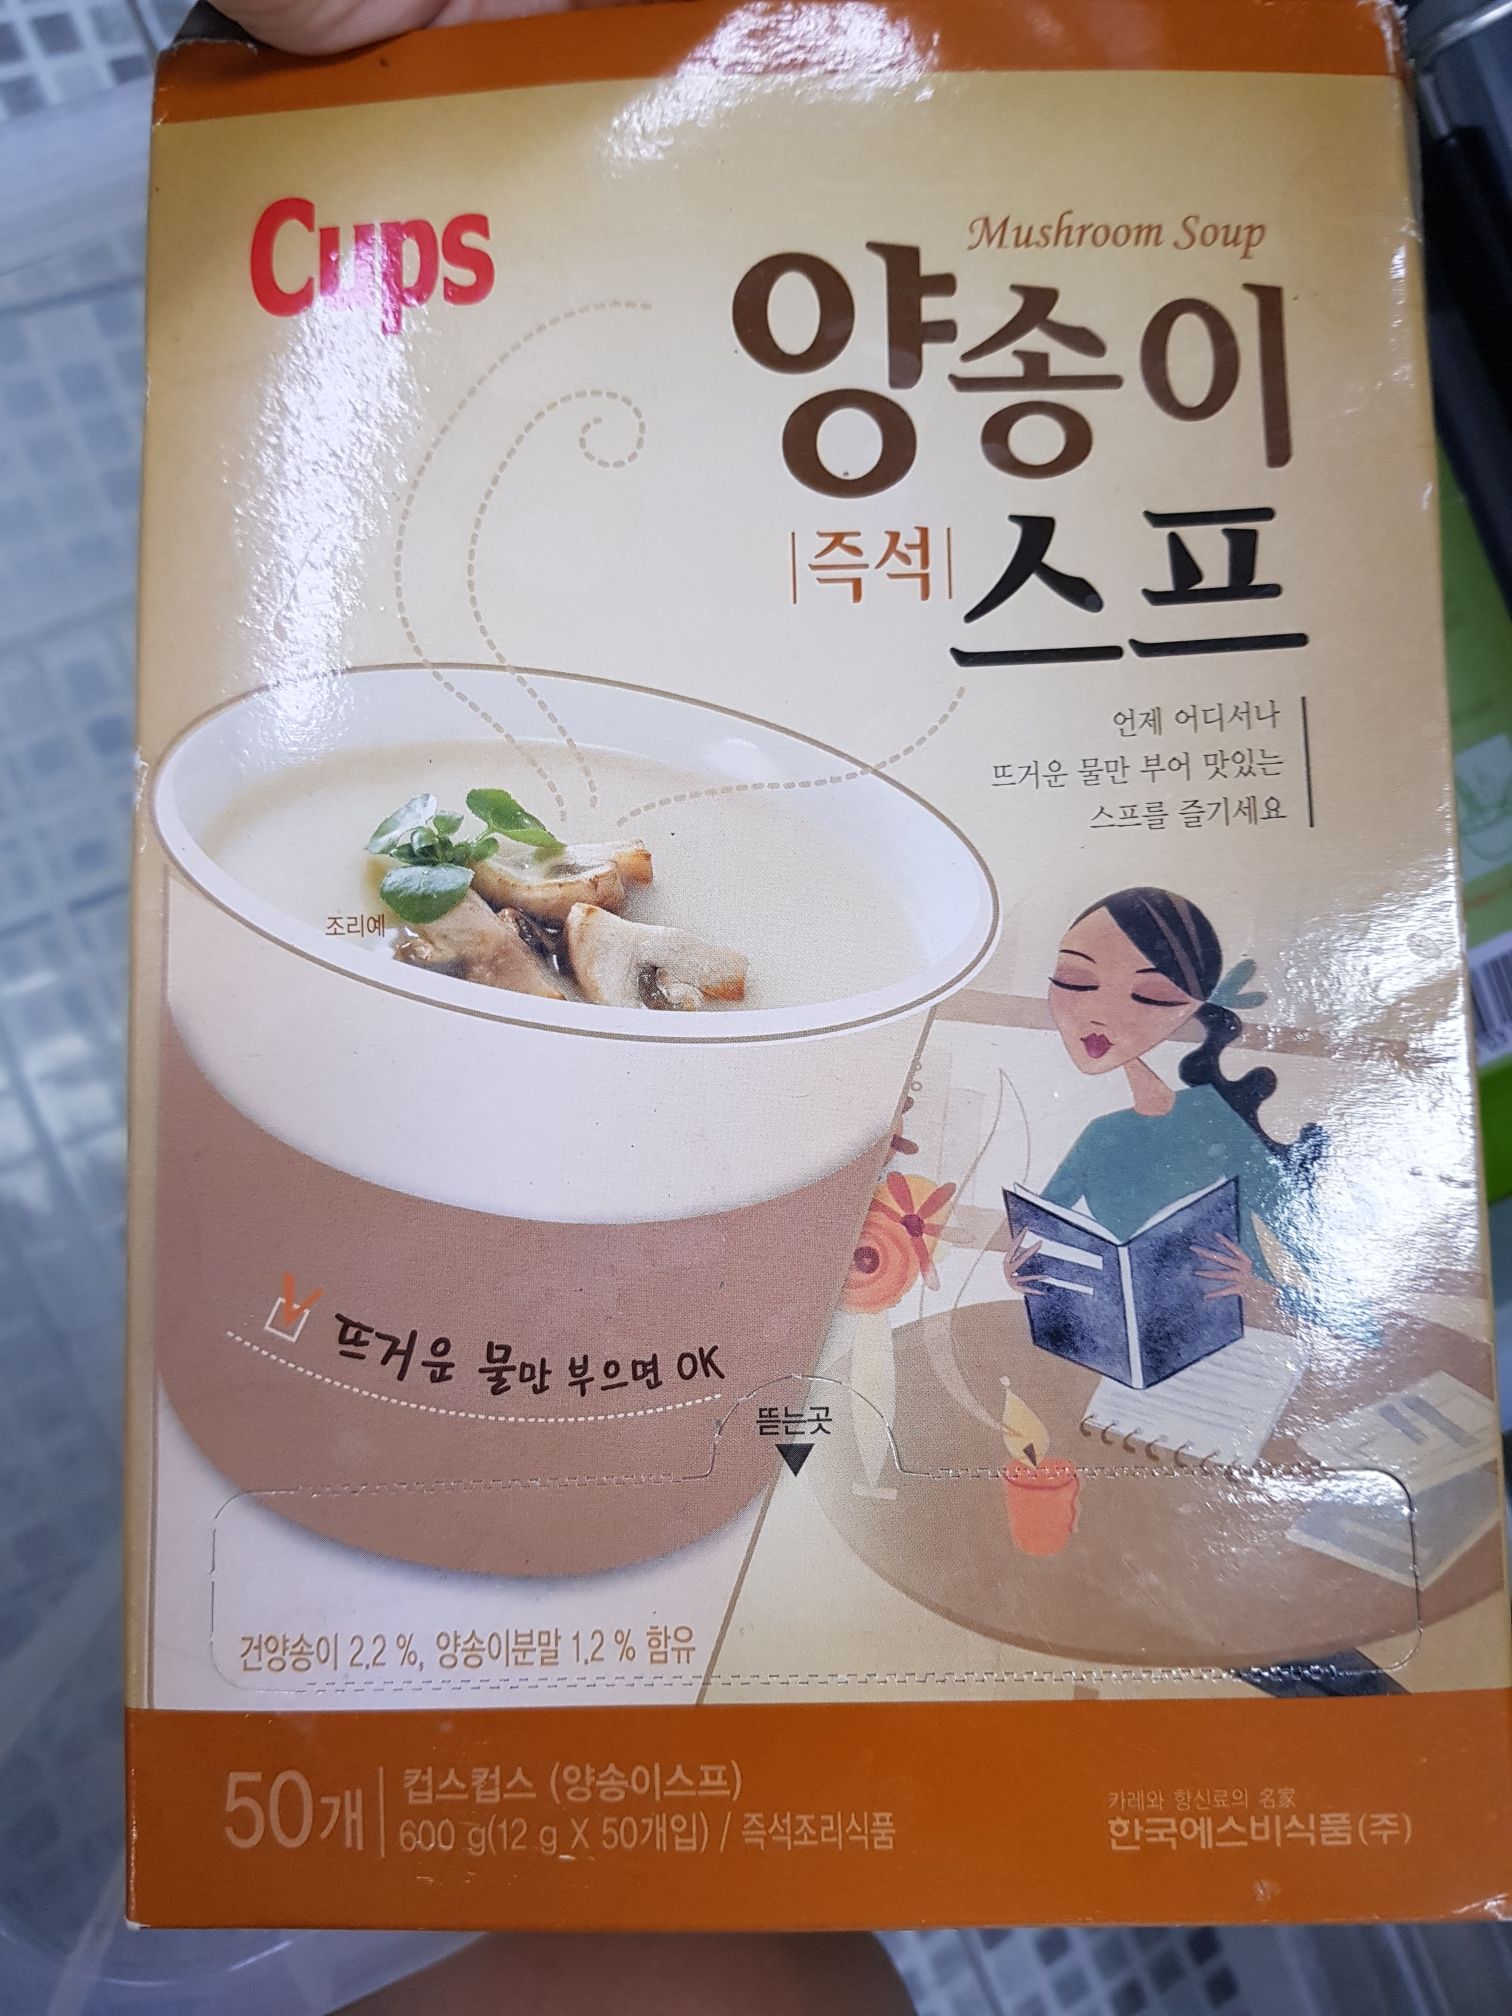 Cups
Mushroom Soup
양송이
즉석 스프
언제 어디서나
뜨거운 물만 부어 맛있는
스프를 즐기세요
조리예
뜨거운 물만 부으면 OK
뜯는곳
건양송이 2.2 %, 양송이분말 1.2 % 함유
50개
컵스컵스 (양송이스프)
600 g(12 g X 50개입) / 즉석조리식품
카레와 향신료의 名家
한국에스비식품(주)